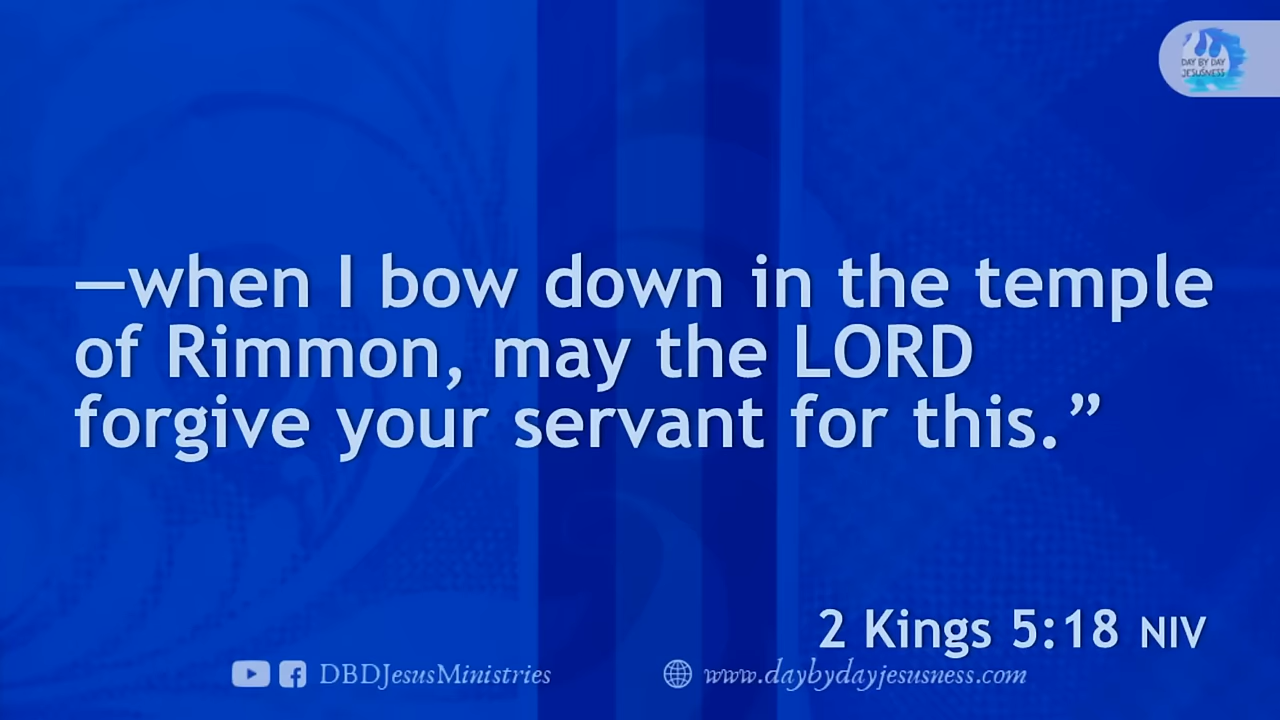 DAY BY DAY
JESUSNESS
—when I bow down in the temple
of Rimmon, may the LORD
forgive your servant for this.”
2 Kings 5:18 NIV
DBDJesusMinistries
www.daybydayjesusness.com